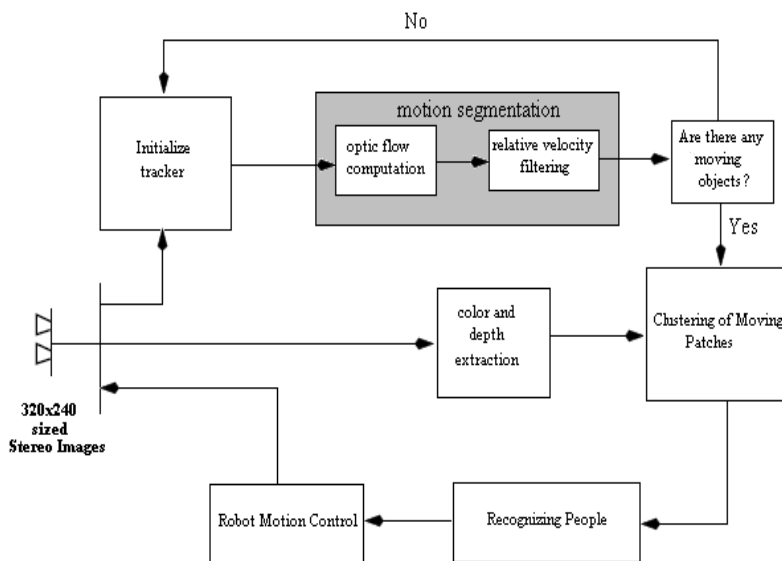 No
motion segmentation
Initialize
tracker
optic flow
computation
relative velocity
filtering
Are there any
moving
objects?
Yes
color and
depth
extraction
Clustering of Moving
Patches
320x240
sized
Stereo Images
Robot Motion Control
Recognizing People